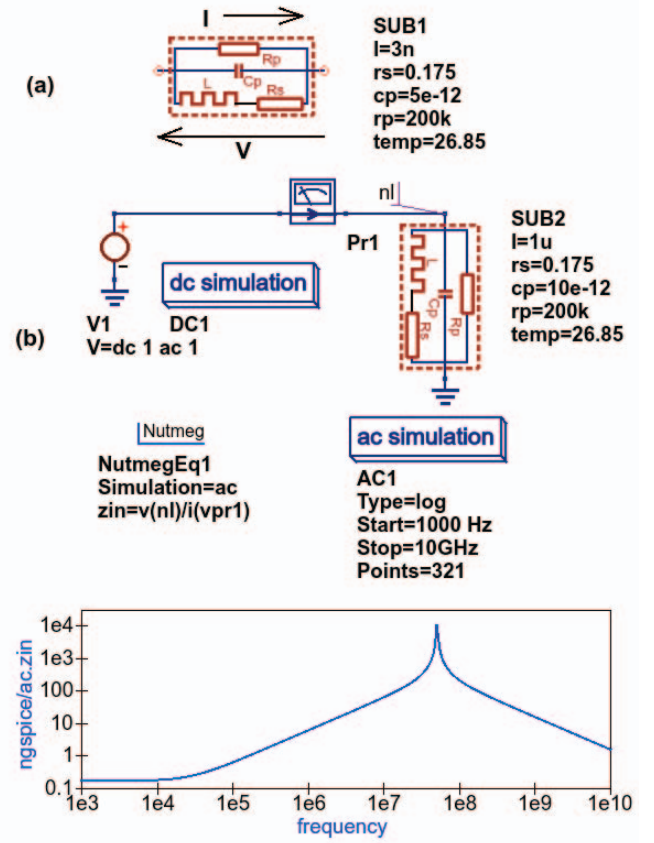 I
Rp
Cp
L
Rs
V
(a)
SUB1
l=3n
rs=0.175
cp=5e-12
rp=200k
temp=26.85
nl
Pr1
+
–
dc simulation
V1
V=dc 1 ac 1
DC1
L
Cp
Rp
Rs
SUB2
l=1u
rs=0.175
cp=10e-12
rp=200k
temp=26.85
(b)
Nutmeg
NutmegEq1
Simulation=ac
zin=v(nl)/i(vpr1)
ac simulation
AC1
Type=log
Start=1000 Hz
Stop=10GHz
Points=321
ngspice/ac.zin
1e4
1e3
100
10
1
0.1
1e3 1e4 1e5 1e6 1e7 1e8 1e9 1e10
frequency